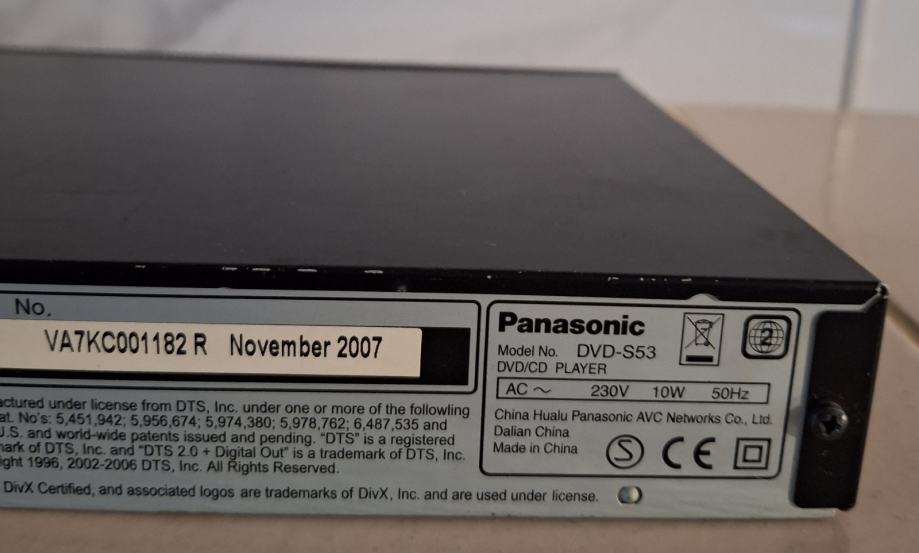 No.
VA7KC001182 R November 2007
actured under license from DTS, Inc. under one or more of the following
at. No's: 5,451,942; 5,956,674; 5,974,380; 5,978,762; 6,487,535 and
U.S. and world-wide patents issued and pending. "DTS" is a registered
mark of DTS, Inc. and "DTS 2.0 + Digital Out" is a trademark of DTS, Inc.
ight 1996, 2002-2006 DTS, Inc. All Rights Reserved.
DivX Certified, and associated logos are trademarks of DivX, Inc. and are used under license.
Panasonic
2
Model No. DVD-S53
DVD/CD PLAYER
AC ~ 230V 10W 50Hz
China Hualu Panasonic AVC Networks Co., Ltd.
Dalian China
Made in China
S CE